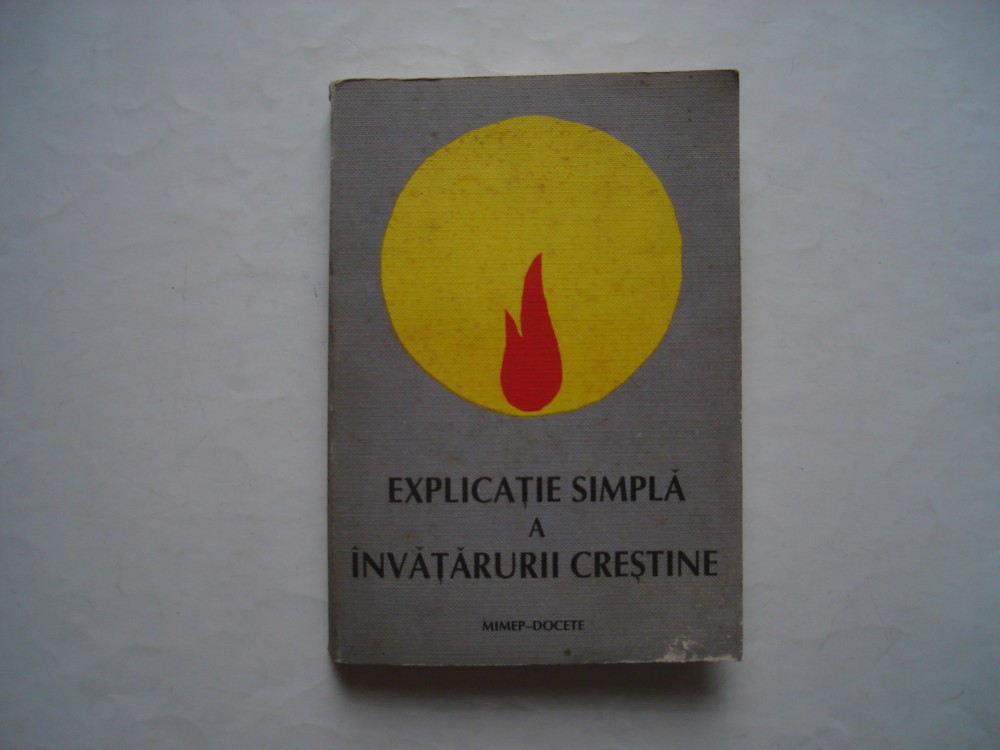 EXPLICAȚIE SIMPLĂ
A
ÎNVĂȚĂRURII CREȘTINE
MIMEP-DOCETE